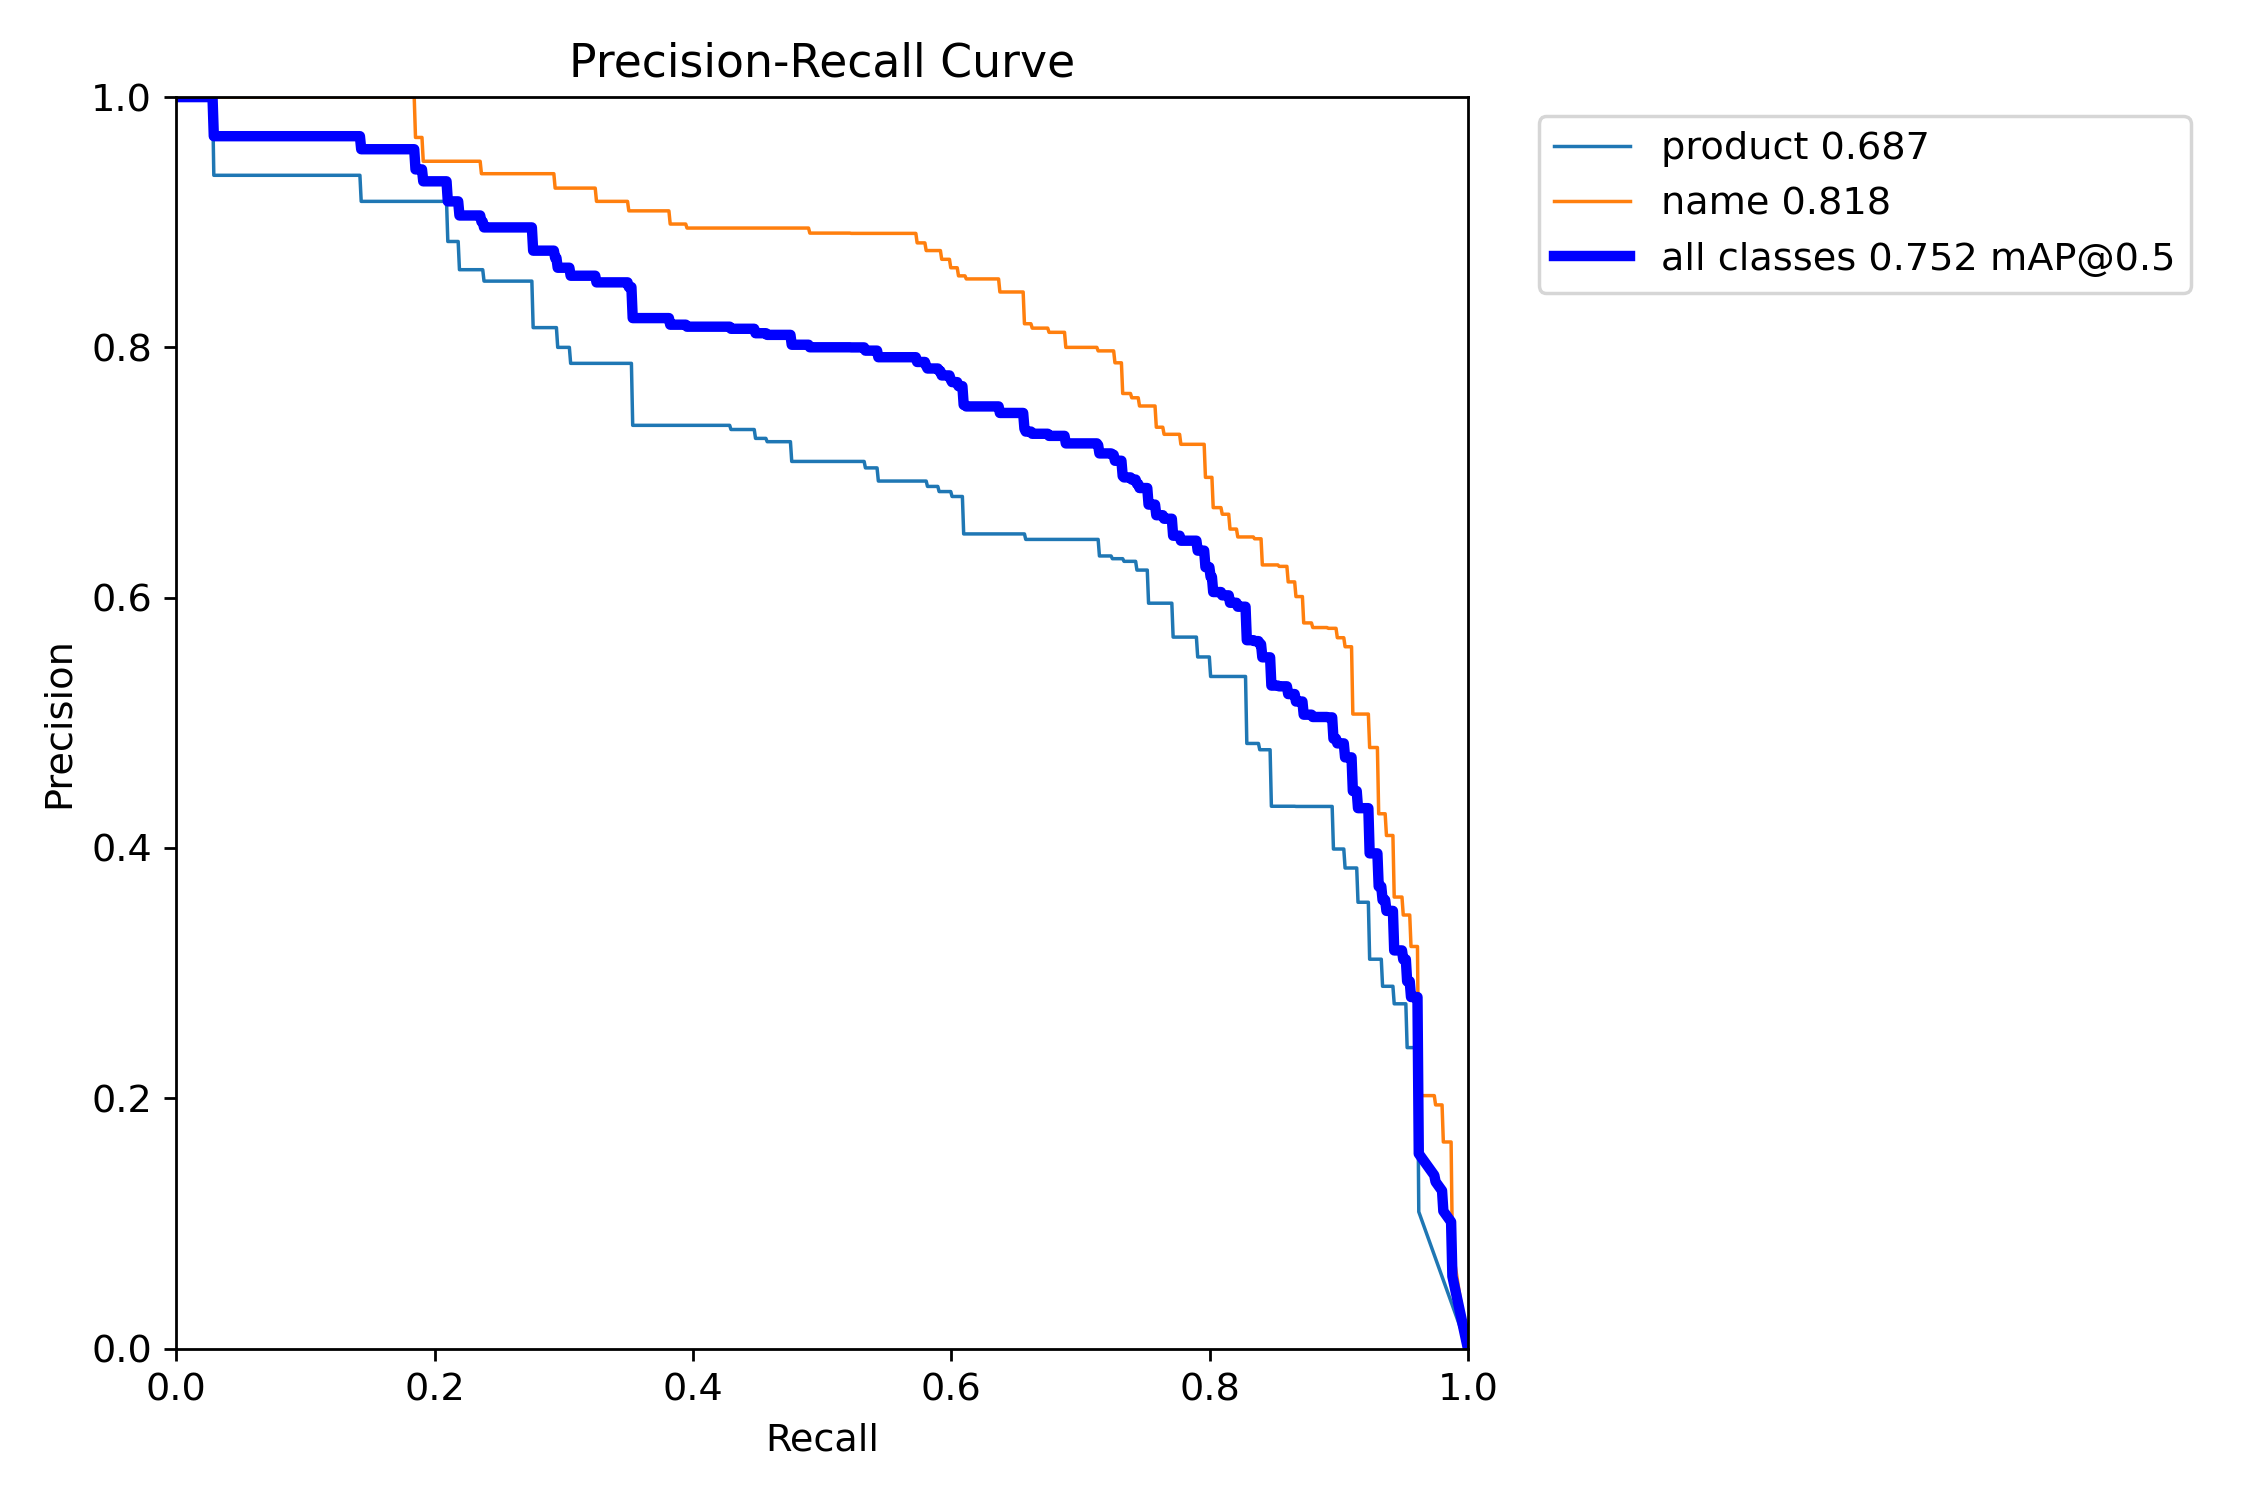 Precision-Recall Curve
1.0
0.8
0.6
0.4
0.2
0.0
Precision
0.0 0.2 0.4 0.6 0.8 1.0
Recall
product 0.687
name 0.818
all classes 0.752 mAP@0.5